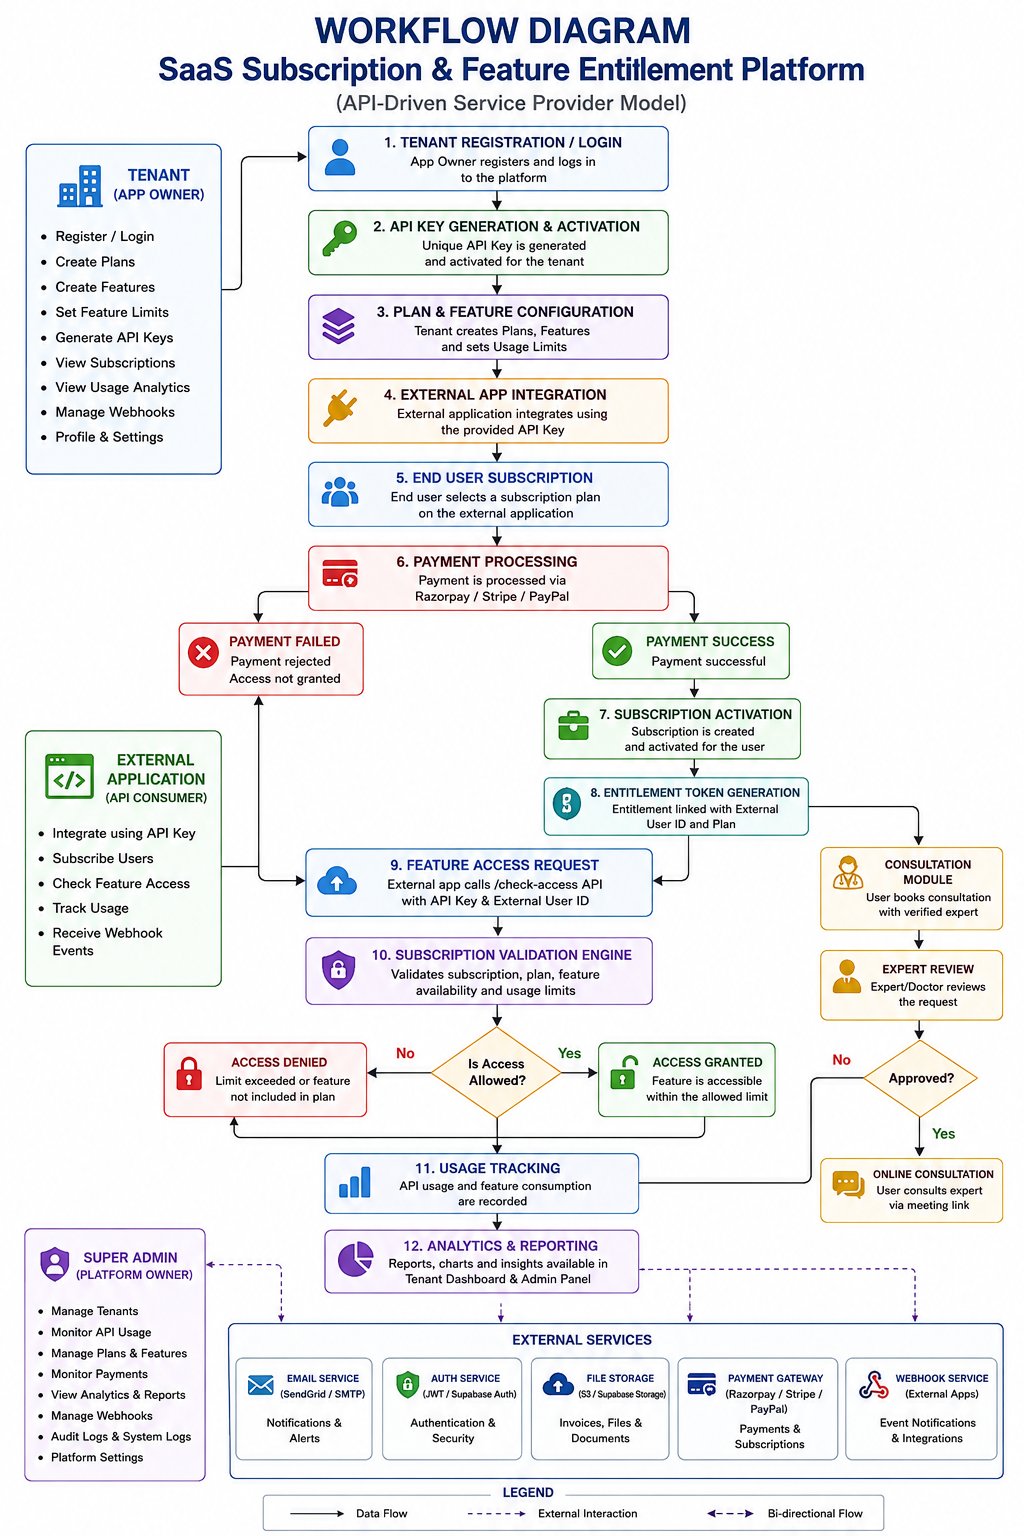 WORKFLOW DIAGRAM
SaaS Subscription & Feature Entitlement Platform
(API-Driven Service Provider Model)
TENANT
(APP OWNER)
• Register / Login
• Create Plans
• Create Features
• Set Feature Limits
• Generate API Keys
• View Subscriptions
• View Usage Analytics
• Manage Webhooks
• Profile & Settings
1. TENANT REGISTRATION / LOGIN
App Owner registers and logs in
to the platform
2. API KEY GENERATION & ACTIVATION
Unique API Key is generated
and activated for the tenant
3. PLAN & FEATURE CONFIGURATION
Tenant creates Plans, Features
and sets Usage Limits
4. EXTERNAL APP INTEGRATION
External application integrates using
the provided API Key
5. END USER SUBSCRIPTION
End user selects a subscription plan
on the external application
6. PAYMENT PROCESSING
Payment is processed via
Razorpay / Stripe / PayPal
PAYMENT FAILED
Payment rejected
Access not granted
PAYMENT SUCCESS
Payment successful
7. SUBSCRIPTION ACTIVATION
Subscription is created
and activated for the user
8. ENTITLEMENT TOKEN GENERATION
Entitlement linked with External
User ID and Plan
EXTERNAL
APPLICATION
(API CONSUMER)
• Integrate using API Key
• Subscribe Users
• Check Feature Access
• Track Usage
• Receive Webhook
Events
9. FEATURE ACCESS REQUEST
External app calls /check-access API
with API Key & External User ID
CONSULTATION
MODULE
User books consultation
with verified expert
10. SUBSCRIPTION VALIDATION ENGINE
Validates subscription, plan, feature
availability and usage limits
EXPERT REVIEW
Expert/Doctor reviews
the request
ACCESS DENIED
Limit exceeded or feature
not included in plan
No
Is Access
Allowed?
Yes
ACCESS GRANTED
Feature is accessible
within the allowed limit
No
Approved?
Yes
11. USAGE TRACKING
API usage and feature consumption
are recorded
ONLINE CONSULTATION
User consults expert
via meeting link
12. ANALYTICS & REPORTING
Reports, charts and insights available in
Tenant Dashboard & Admin Panel
SUPER ADMIN
(PLATFORM OWNER)
• Manage Tenants
• Monitor API Usage
• Manage Plans & Features
• Monitor Payments
• View Analytics & Reports
• Manage Webhooks
• Audit Logs & System Logs
• Platform Settings
EXTERNAL SERVICES
EMAIL SERVICE
(SendGrid / SMTP)
Notifications &
Alerts
AUTH SERVICE
(JWT / Supabase Auth)
Authentication &
Security
FILE STORAGE
(S3 / Supabase Storage)
Invoices, Files &
Documents
PAYMENT GATEWAY
(Razorpay / Stripe /
PayPal)
Payments &
Subscriptions
WEBHOOK SERVICE
(External Apps)
Event Notifications
& Integrations
LEGEND
Data Flow
External Interaction
Bi-directional Flow